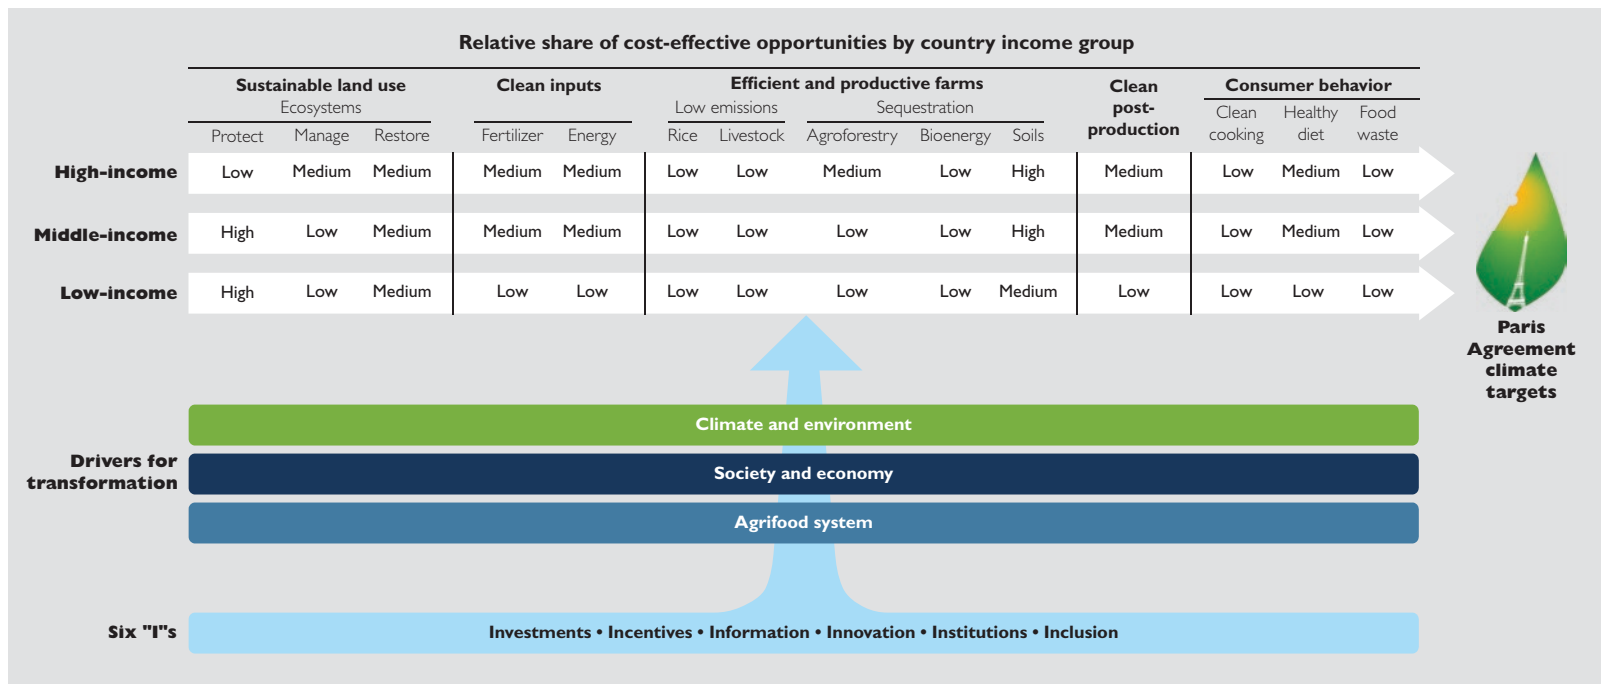 Relative share of cost-effective opportunities by country income group
Sustainable land use
Ecosystems
Protect Manage Restore
Clean inputs
Fertilizer Energy
Efficient and productive farms
Low emissions Sequestration
Rice Livestock Agroforestry Bioenergy Soils
Clean
post-
production
Consumer behavior
Clean
cooking
Healthy
diet
Food
waste
High-income Low Medium Medium Medium Medium Low Low Medium Low High Medium Low Medium Low
Middle-income High Low Medium Medium Medium Low Low Low Low High Medium Low Medium Low
Low-income High Low Medium Low Low Low Low Low Low Medium Low Low Low Low
Paris
Agreement
climate
targets
Drivers for
transformation
Climate and environment
Society and economy
Agrifood system
Six "I"s
Investments • Incentives • Information • Innovation • Institutions • Inclusion